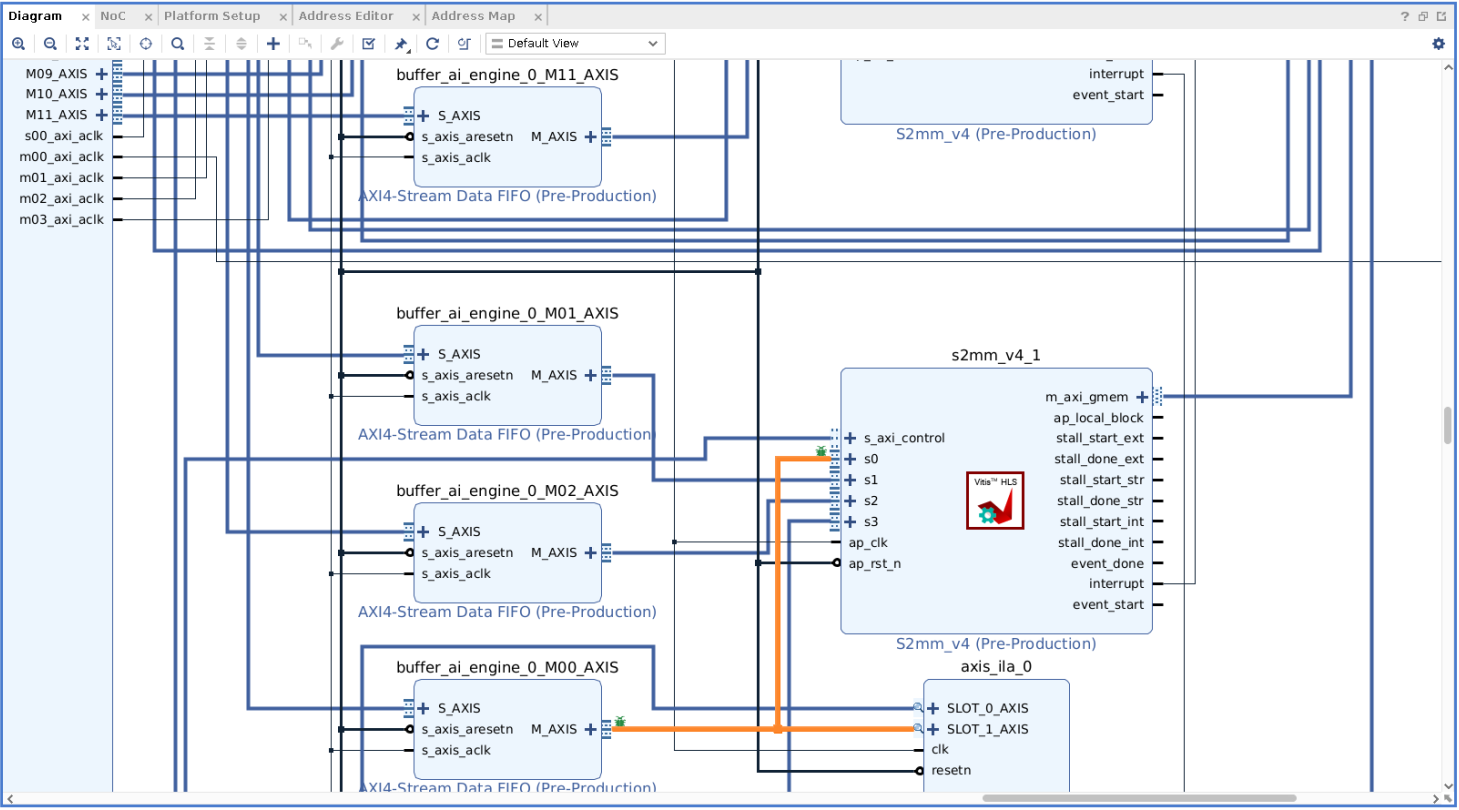 Diagram
NoC
Platform Setup
Address Editor
Address Map
?
Default View
M09_AXIS
M10_AXIS
M11_AXIS
s00_axi_aclk
m00_axi_aclk
m01_axi_aclk
m02_axi_aclk
m03_axi_aclk
buffer_ai_engine_0_M11_AXIS
S_AXIS
s_axis_aresetn
M_AXIS
s_axis_aclk
AXI4-Stream Data FIFO (Pre-Production)
interrupt
event_start
S2mm_v4 (Pre-Production)
buffer_ai_engine_0_M01_AXIS
S_AXIS
s_axis_aresetn
M_AXIS
s_axis_aclk
AXI4-Stream Data FIFO (Pre-Production)
buffer_ai_engine_0_M02_AXIS
S_AXIS
s_axis_aresetn
M_AXIS
s_axis_aclk
AXI4-Stream Data FIFO (Pre-Production)
s2mm_v4_1
s_axi_control
s0
s1
s2
s3
ap_clk
ap_rst_n
Vitis™ HLS
m_axi_gmem
ap_local_block
stall_start_ext
stall_done_ext
stall_start_str
stall_done_str
stall_start_int
stall_done_int
event_done
interrupt
event_start
S2mm_v4 (Pre-Production)
buffer_ai_engine_0_M00_AXIS
S_AXIS
s_axis_aresetn
M_AXIS
s_axis_aclk
AXI4-Stream Data FIFO (Pre-Production)
axis_ila_0
SLOT_0_AXIS
SLOT_1_AXIS
clk
resetn